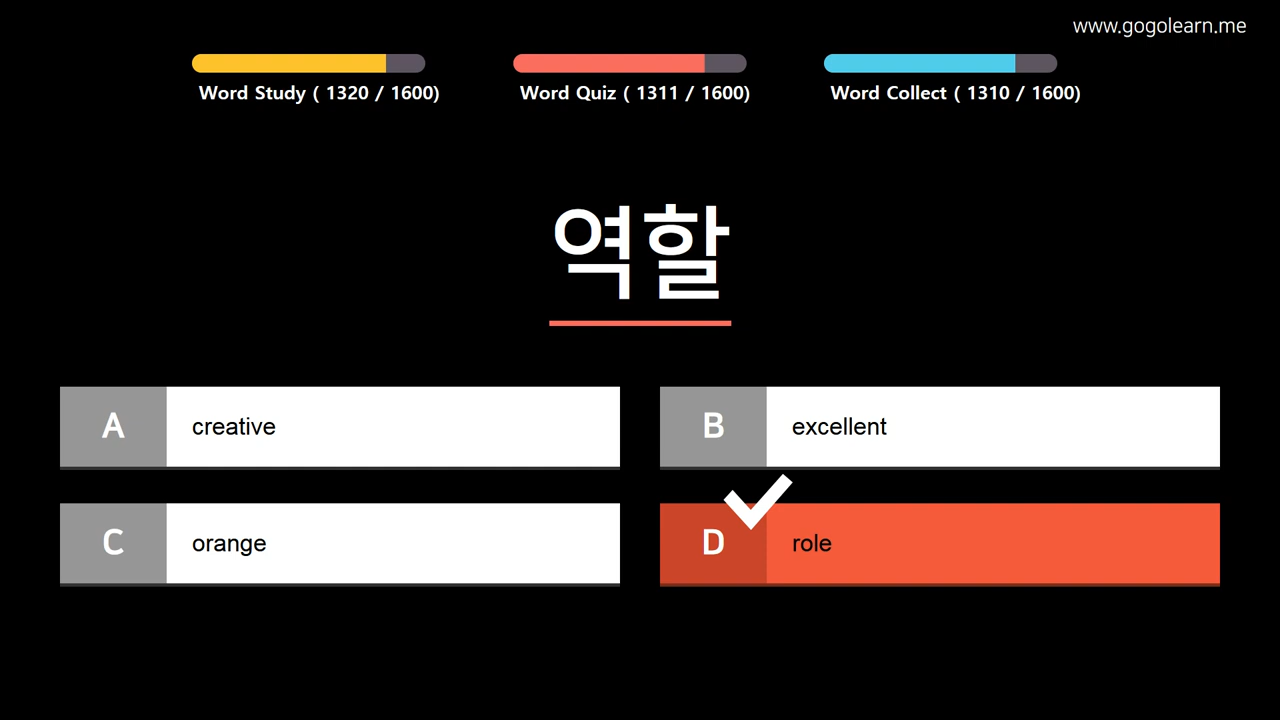 www.gogolearn.me
Word Study ( 1320 / 1600)
Word Quiz ( 1311 / 1600)
Word Collect ( 1310 / 1600)
역할
A creative
B excellent
C orange
D role